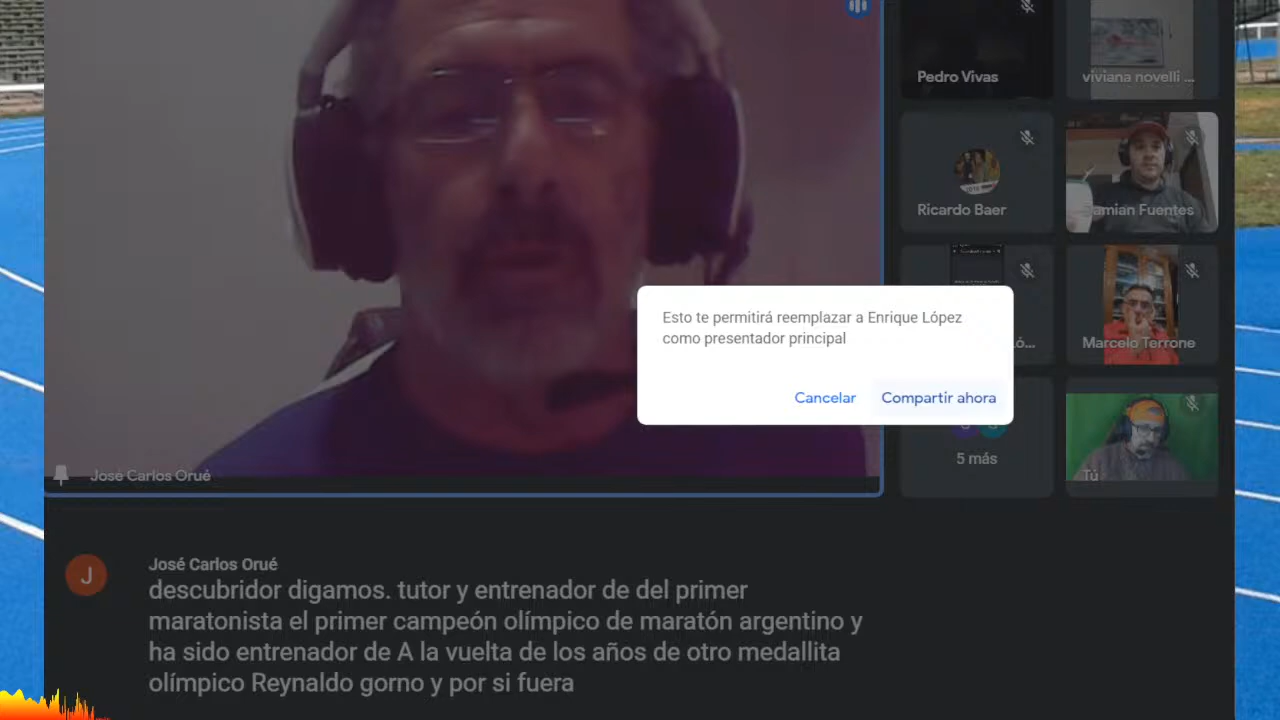 Pedro Vivas
viviana novelli ...
Ricardo Baer
Damian Fuentes
Esto te permitirá reemplazar a Enrique López
como presentador principal
ó...
Marcelo Terrone
Cancelar
Compartir ahora
5 más
Tú
José Carlos Orué
J
José Carlos Orué
descubridor digamos. tutor y entrenador de del primer
maratonista el primer campeón olímpico de maratón argentino y
ha sido entrenador de A la vuelta de los años de otro medallita
olímpico Reynaldo gorno y por si fuera